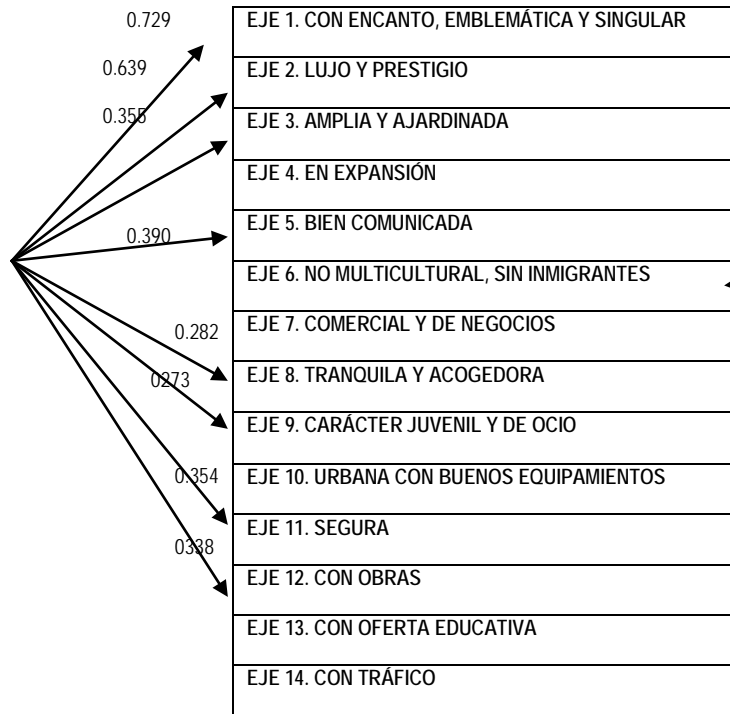 0.729
EJE 1. CON ENCANTO, EMBLEMÁTICA Y SINGULAR
0.639
EJE 2. LUJO Y PRESTIGIO
0.355
EJE 3. AMPLIA Y AJARDINADA
EJE 4. EN EXPANSIÓN
0.390
EJE 5. BIEN COMUNICADA
EJE 6. NO MULTICULTURAL, SIN INMIGRANTES
0.282
EJE 7. COMERCIAL Y DE NEGOCIOS
0273
EJE 8. TRANQUILA Y ACOGEDORA
EJE 9. CARÁCTER JUVENIL Y DE OCIO
0.354
EJE 10. URBANA CON BUENOS EQUIPAMIENTOS
EJE 11. SEGURA
0338
EJE 12. CON OBRAS
EJE 13. CON OFERTA EDUCATIVA
EJE 14. CON TRÁFICO